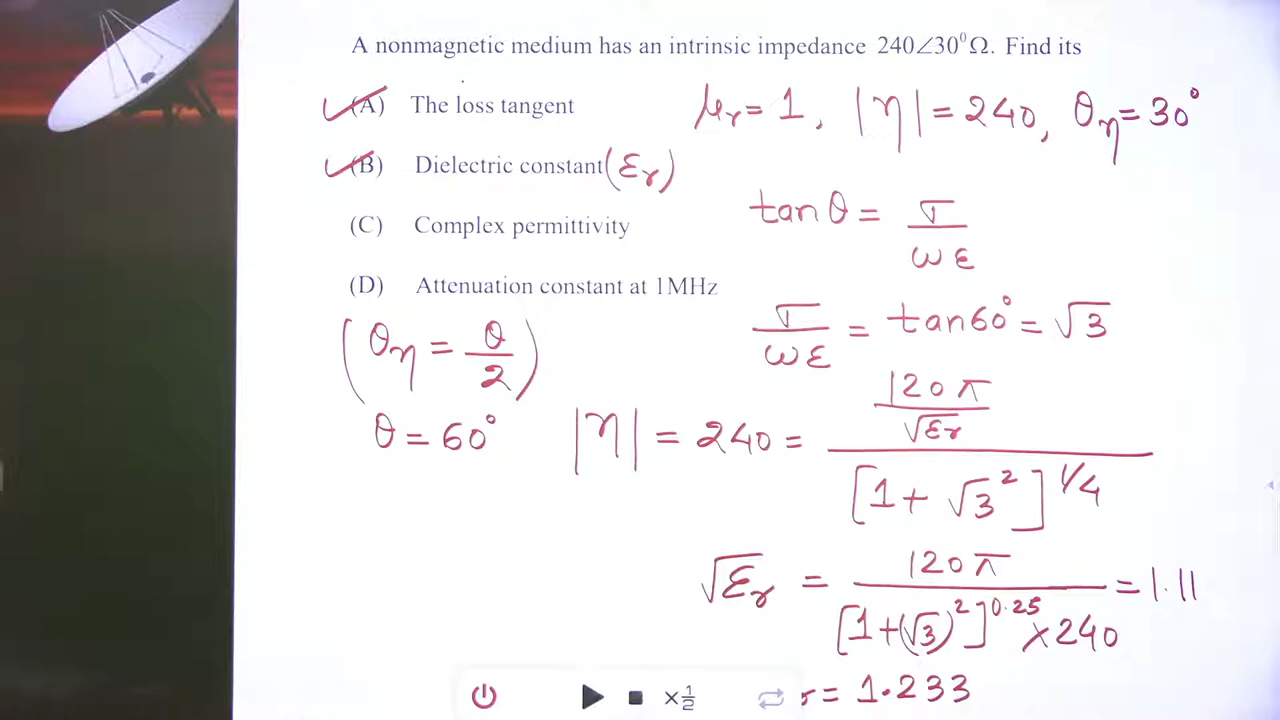 A nonmagnetic medium has an intrinsic impedance 240∠30⁰Ω. Find its
(A) The loss tangent
μr = 1, |η| = 240, θη = 30°
(B) Dielectric constant (εr)
tan θ = σ / ωε
(C) Complex permittivity
(D) Attenuation constant at 1MHz
σ / ωε = tan60° = √3
(θη = θ/2)
θ = 60°
|η| = 240 = (120π / √εr) / [1 + √3²]^1/4
√εr = 120π / [1+(√3)²]^0.25 × 240 = 1.11
×1/2
r = 1.233